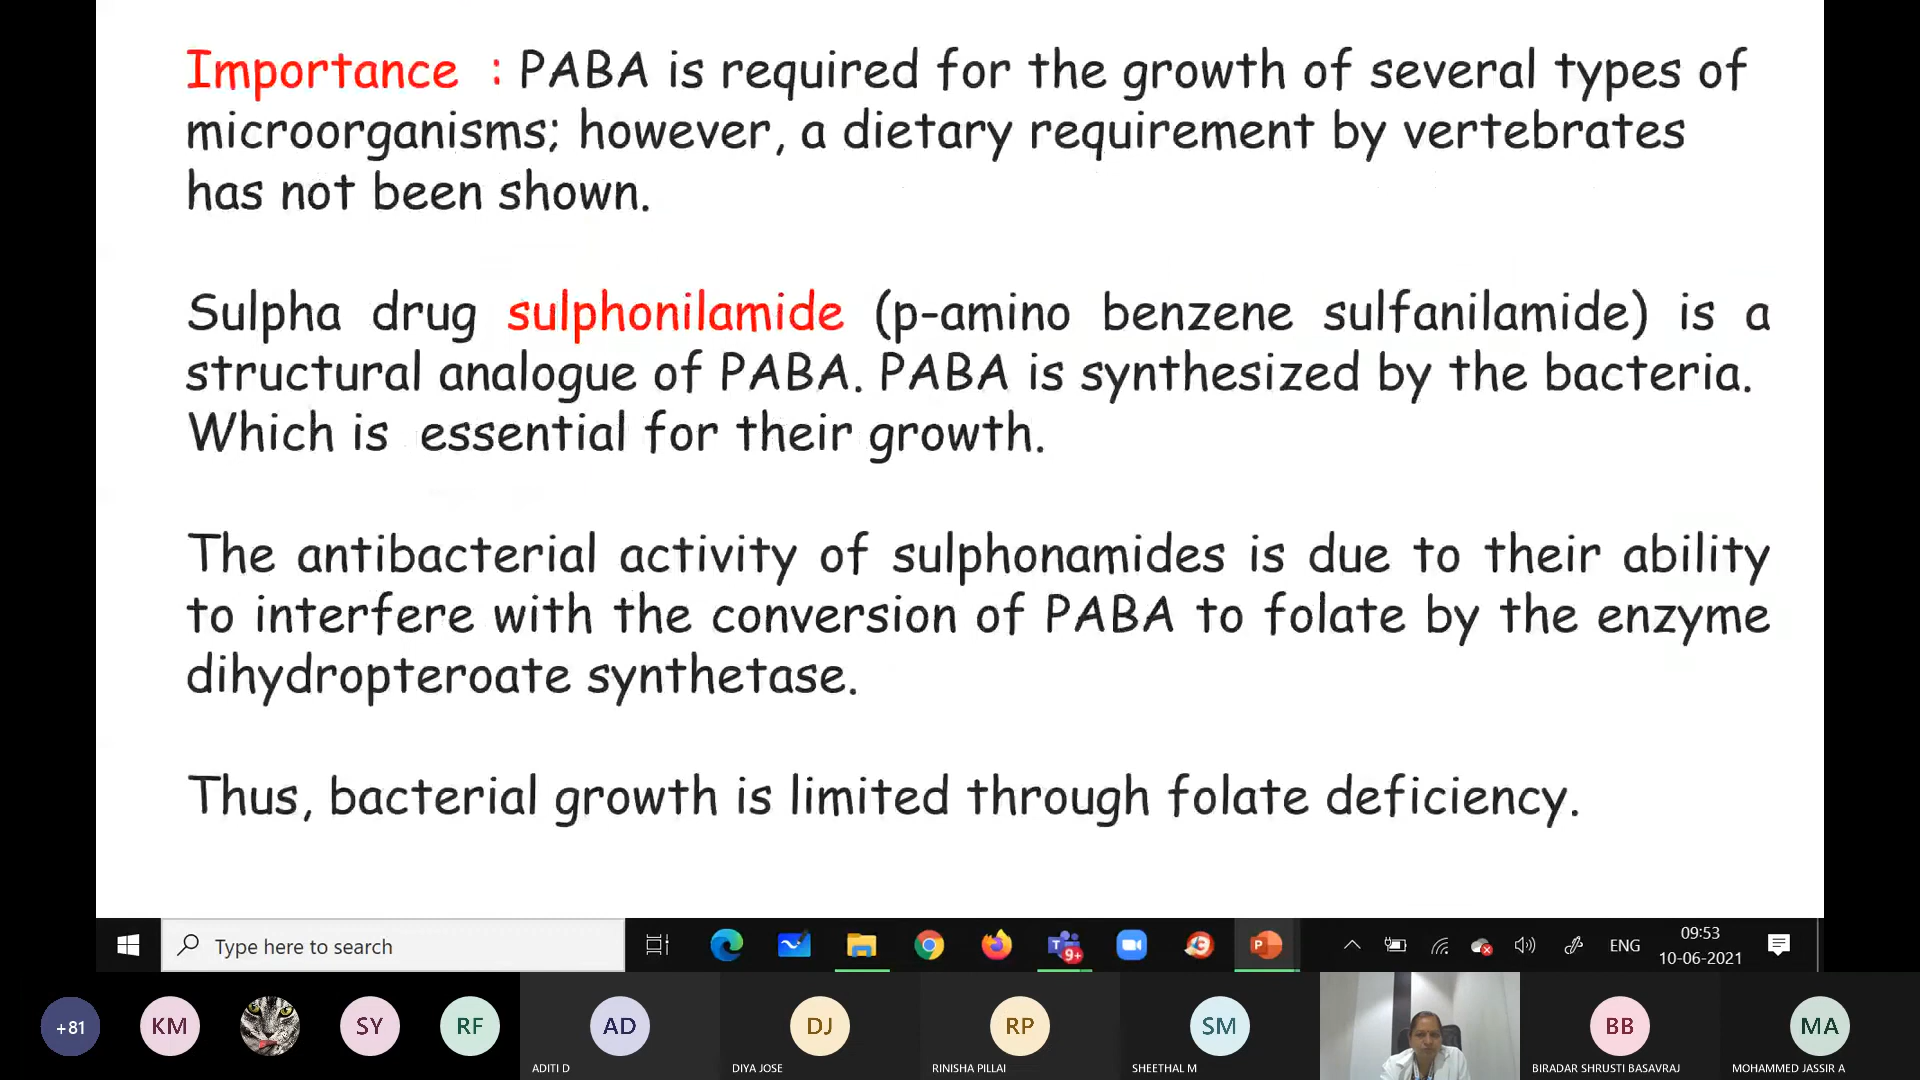 Importance : PABA is required for the growth of several types of
microorganisms; however, a dietary requirement by vertebrates
has not been shown.
Sulpha drug sulphonilamide (p-amino benzene sulfanilamide) is a
structural analogue of PABA. PABA is synthesized by the bacteria.
Which is essential for their growth.
The antibacterial activity of sulphonamides is due to their ability
to interfere with the conversion of PABA to folate by the enzyme
dihydropteroate synthetase.
Thus, bacterial growth is limited through folate deficiency.
Type here to search
9+
ENG
09:53
10-06-2021
+81
KM
SY
RF
AD
DJ
RP
SM
BB
MA
ADITI D
DIYA JOSE
RINISHA PILLAI
SHEETHAL M
BIRADAR SHRUSTI BASAVRAJ
MOHAMMED JASSIR A